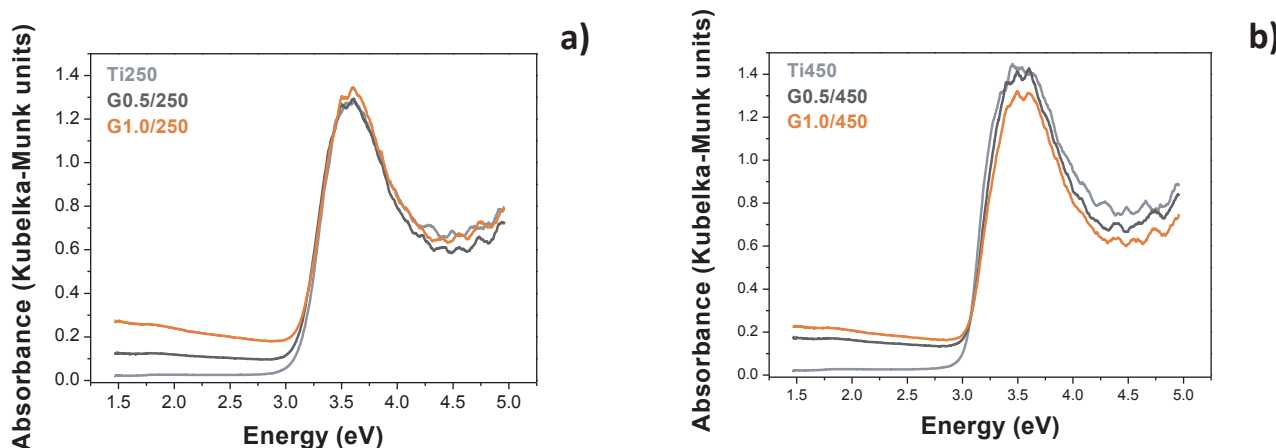 a)
Absorbance (Kubelka-Munk units)
Ti250
G0.5/250
G1.0/250
1.4
1.2
1.0
0.8
0.6
0.4
0.2
0.0
1.5 2.0 2.5 3.0 3.5 4.0 4.5 5.0
Energy (eV)
b)
Absorbance (Kubelka-Munk units)
Ti450
G0.5/450
G1.0/450
1.4
1.2
1.0
0.8
0.6
0.4
0.2
0.0
1.5 2.0 2.5 3.0 3.5 4.0 4.5 5.0
Energy (eV)